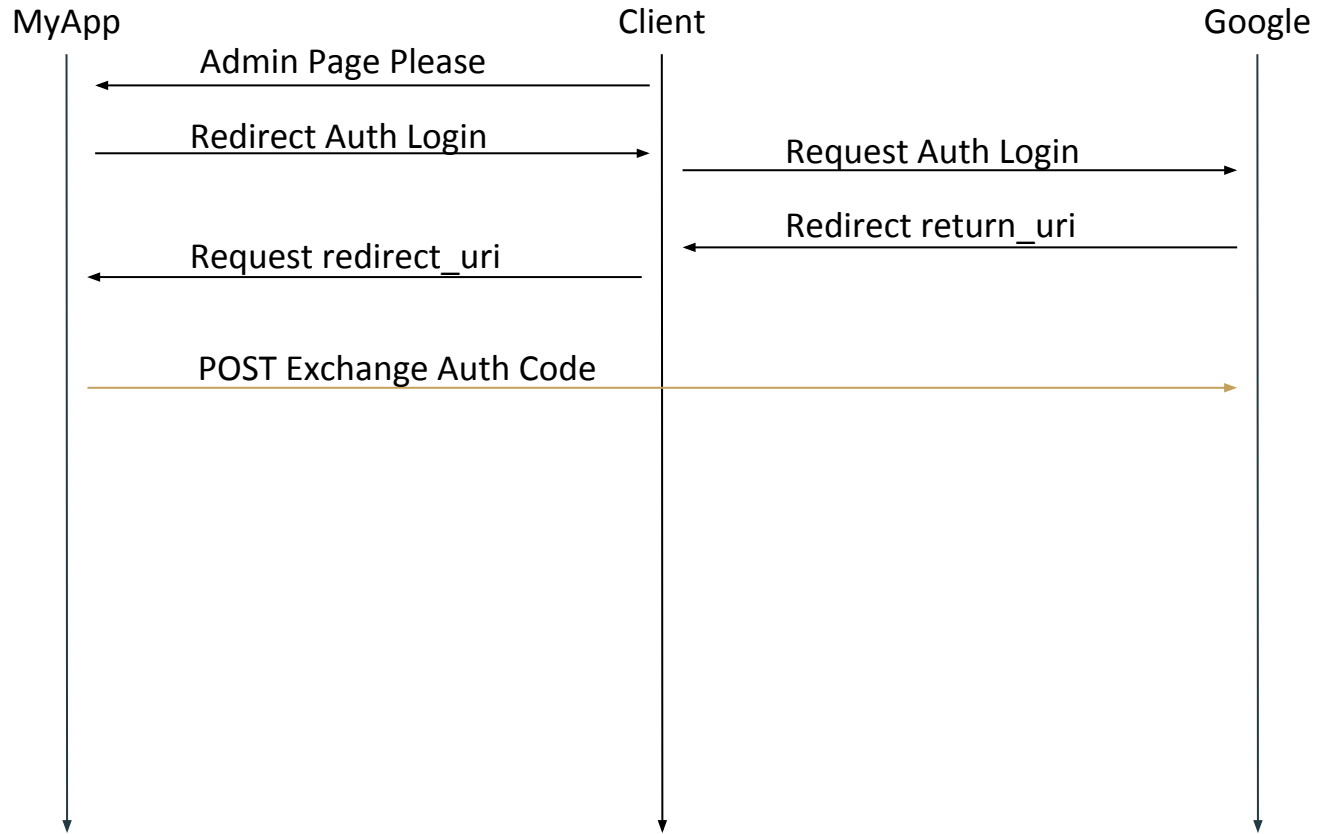 MyApp
Client
Google
Admin Page Please
Redirect Auth Login
Request Auth Login
Redirect return_uri
Request redirect_uri
POST Exchange Auth Code